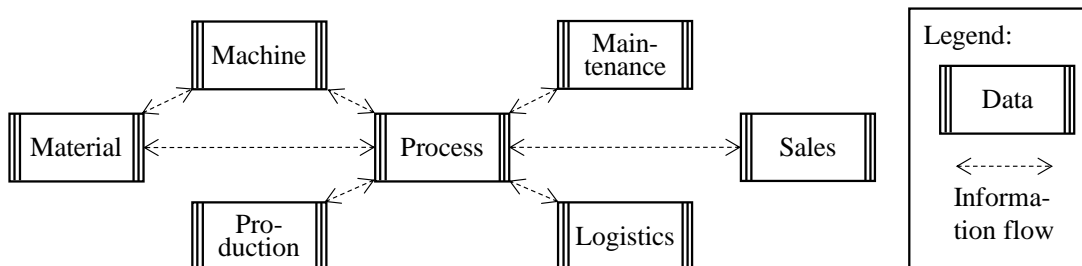 Machine
Main-
tenance
Legend:
Data
Material
Process
Sales
Informa-
tion flow
Pro-
duction
Logistics